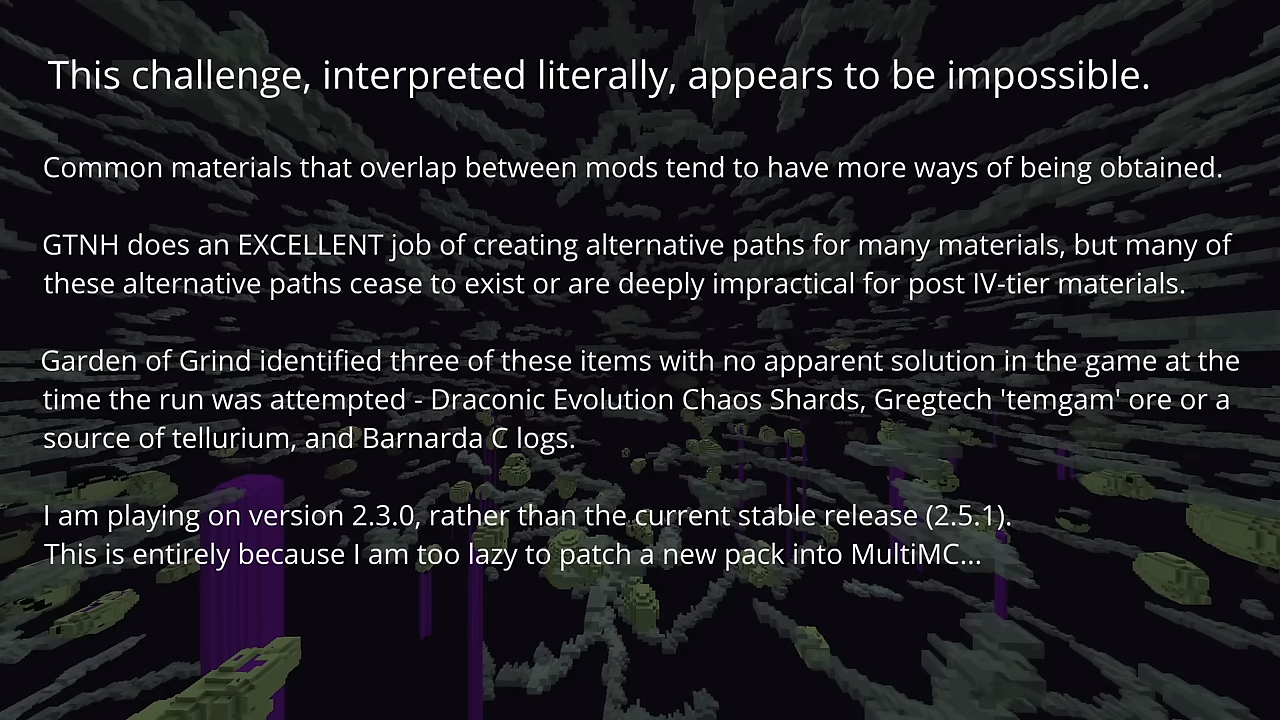 This challenge, interpreted literally, appears to be impossible.
Common materials that overlap between mods tend to have more ways of being obtained.
GTNH does an EXCELLENT job of creating alternative paths for many materials, but many of
these alternative paths cease to exist or are deeply impractical for post IV-tier materials.
Garden of Grind identified three of these items with no apparent solution in the game at the
time the run was attempted - Draconic Evolution Chaos Shards, Gregtech 'temgam' ore or a
source of tellurium, and Barnarda C logs.
I am playing on version 2.3.0, rather than the current stable release (2.5.1).
This is entirely because I am too lazy to patch a new pack into MultiMC...